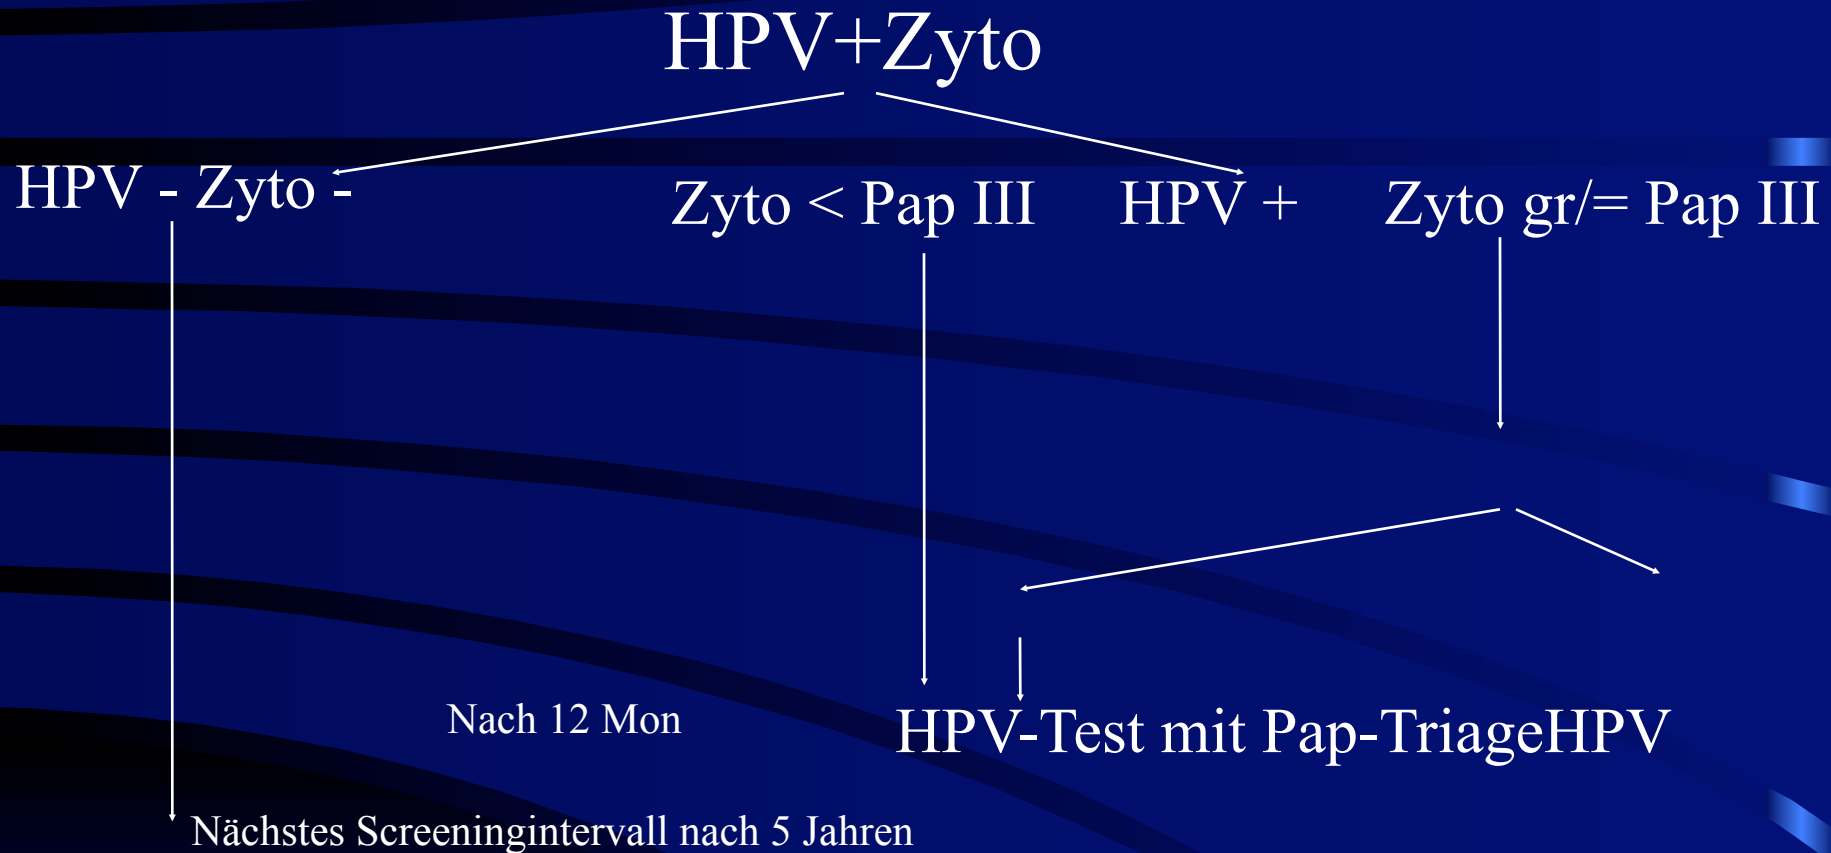 HPV+Zyto
HPV - Zyto -
Zyto < Pap III HPV + Zyto gr/= Pap III
Nach 12 Mon
HPV-Test mit Pap-TriageHPV
Nächstes Screeningintervall nach 5 Jahren